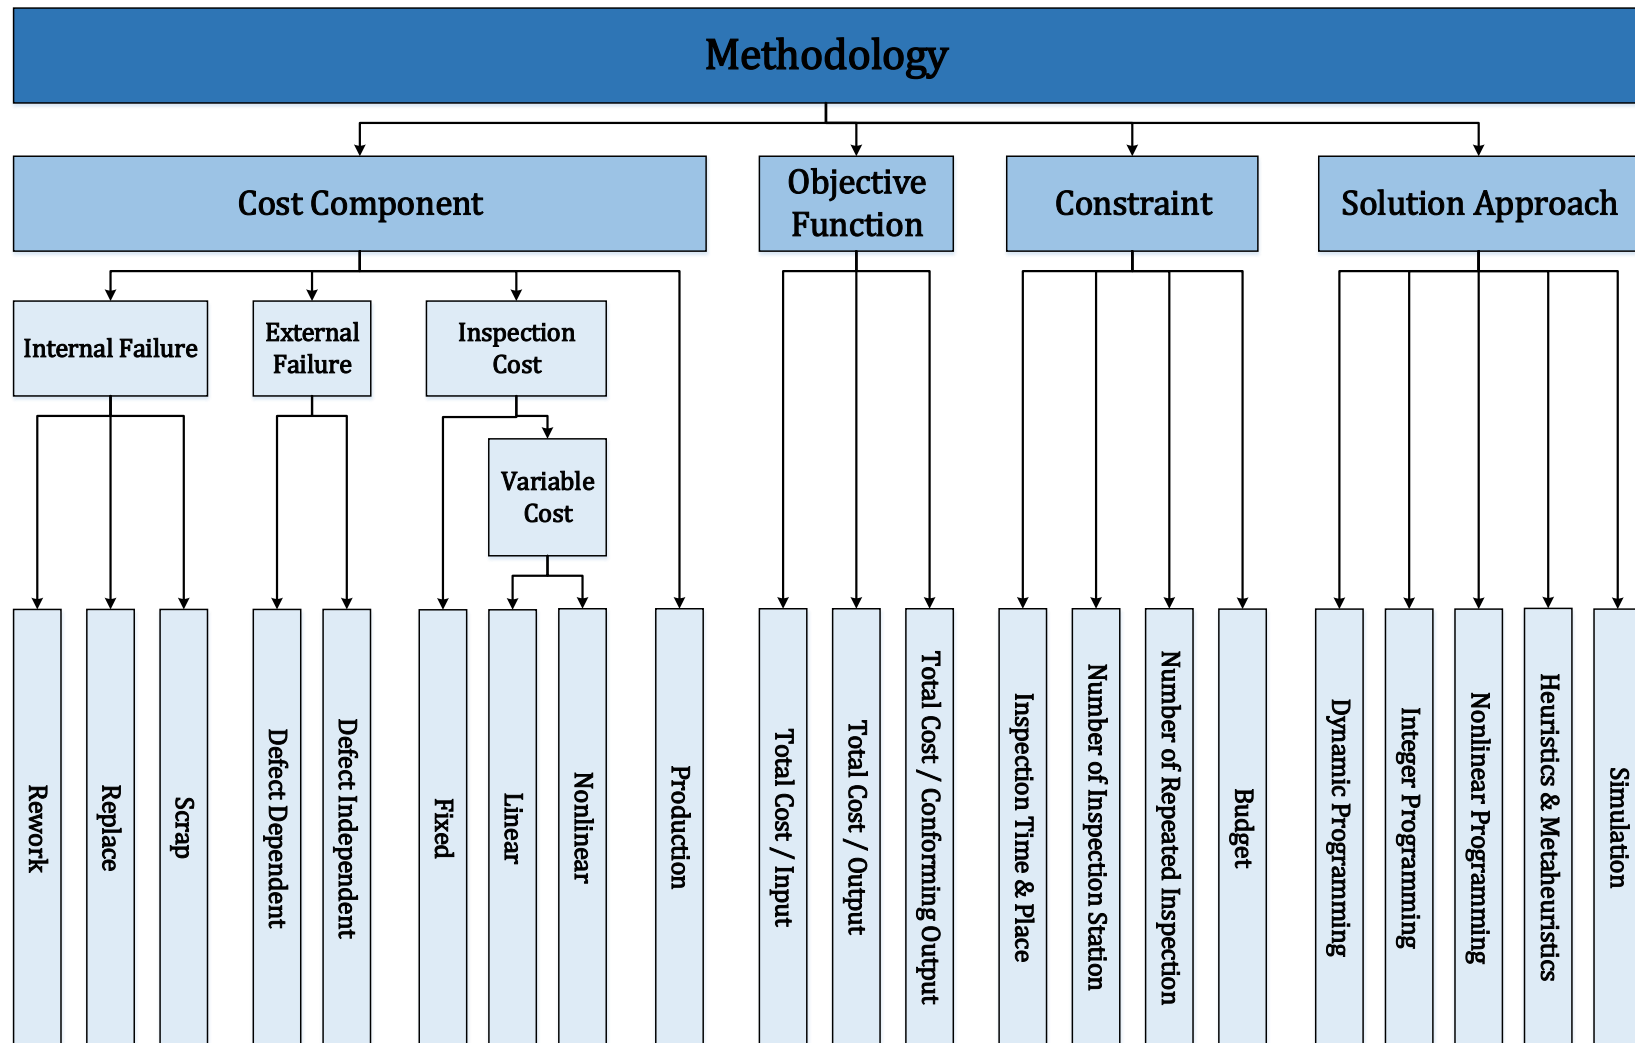 Methodology
Cost Component
Objective
Function
Constraint
Solution Approach
Internal Failure
External
Failure
Inspection
Cost
Variable
Cost
Rework
Replace
Scrap
Defect Dependent
Defect Independent
Fixed
Linear
Nonlinear
Production
Total Cost / Input
Total Cost / Output
Total Cost / Conforming Output
Inspection Time & Place
Number of Inspection Station
Number of Repeated Inspection
Budget
Dynamic Programming
Integer Programming
Nonlinear Programming
Heuristics & Metaheuristics
Simulation